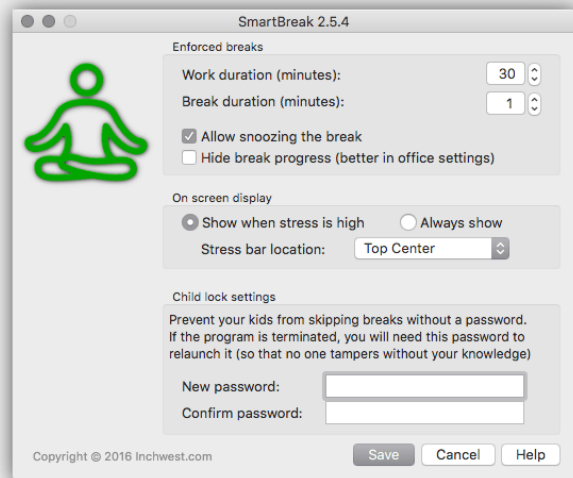 SmartBreak 2.5.4
Enforced breaks
Work duration (minutes): 30
Break duration (minutes): 1
Allow snoozing the break
Hide break progress (better in office settings)
On screen display
Show when stress is high Always show
Stress bar location: Top Center
Child lock settings
Prevent your kids from skipping breaks without a password.
If the program is terminated, you will need this password to
relaunch it (so that no one tampers without your knowledge)
New password:
Confirm password:
Copyright © 2016 Inchwest.com Save Cancel Help